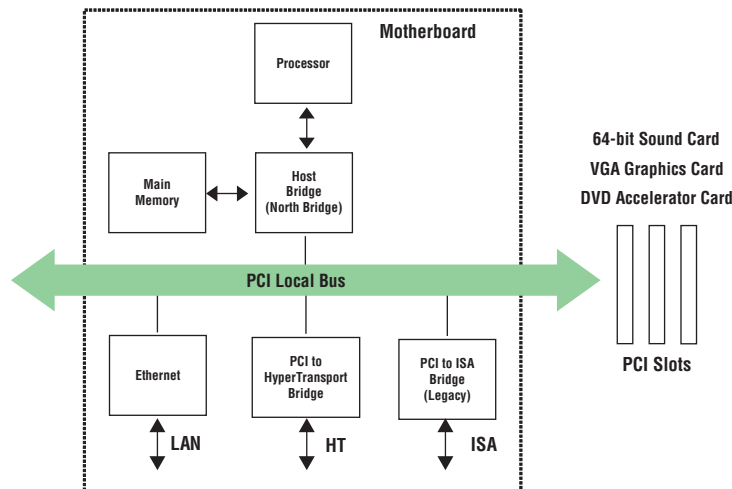 Motherboard
Processor
64-bit Sound Card
VGA Graphics Card
DVD Accelerator Card
Main
Memory
Host
Bridge
(North Bridge)
PCI Local Bus
Ethernet
PCI to
HyperTransport
Bridge
PCI to ISA
Bridge
(Legacy)
PCI Slots
LAN
HT
ISA